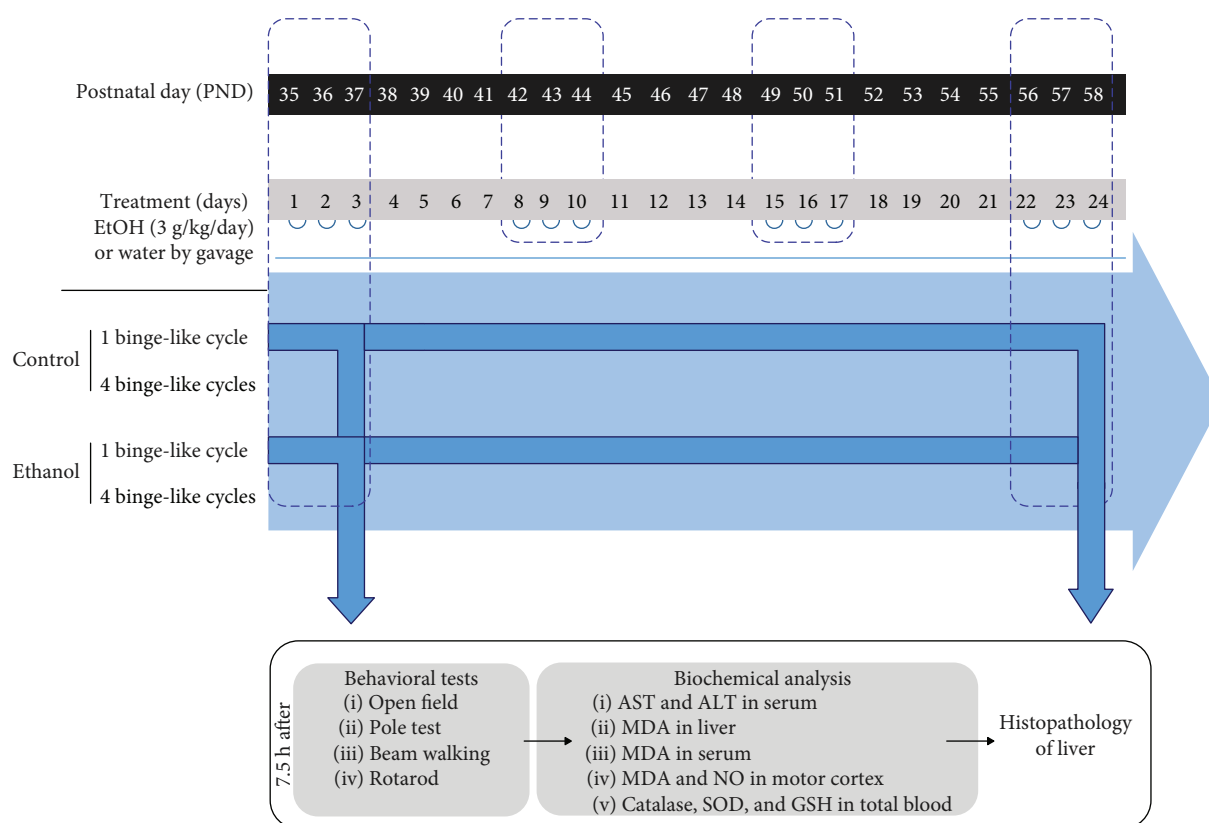 Postnatal day (PND)
35 36 37 38 39 40 41 42 43 44 45 46 47 48 49 50 51 52 53 54 55 56 57 58
Treatment (days)
1 2 3 4 5 6 7 8 9 10 11 12 13 14 15 16 17 18 19 20 21 22 23 24
EtOH (3 g/kg/day)
or water by gavage
Control
1 binge-like cycle
4 binge-like cycles
Ethanol
1 binge-like cycle
4 binge-like cycles
7.5 h after
Behavioral tests
(i) Open field
(ii) Pole test
(iii) Beam walking
(iv) Rotarod
Biochemical analysis
(i) AST and ALT in serum
(ii) MDA in liver
(iii) MDA in serum
(iv) MDA and NO in motor cortex
(v) Catalase, SOD, and GSH in total blood
Histopathology
of liver